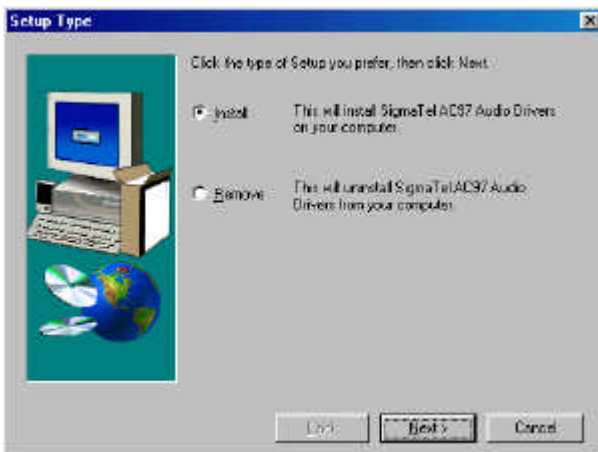 Setup Type
Click the type of Setup you prefer, then click Next.
Install
This will install SigmaTel AC97 Audio Drivers
on your computer.
Remove
This will uninstall SigmaTel AC97 Audio
Drivers from your computer.
Back
Next >
Cancel